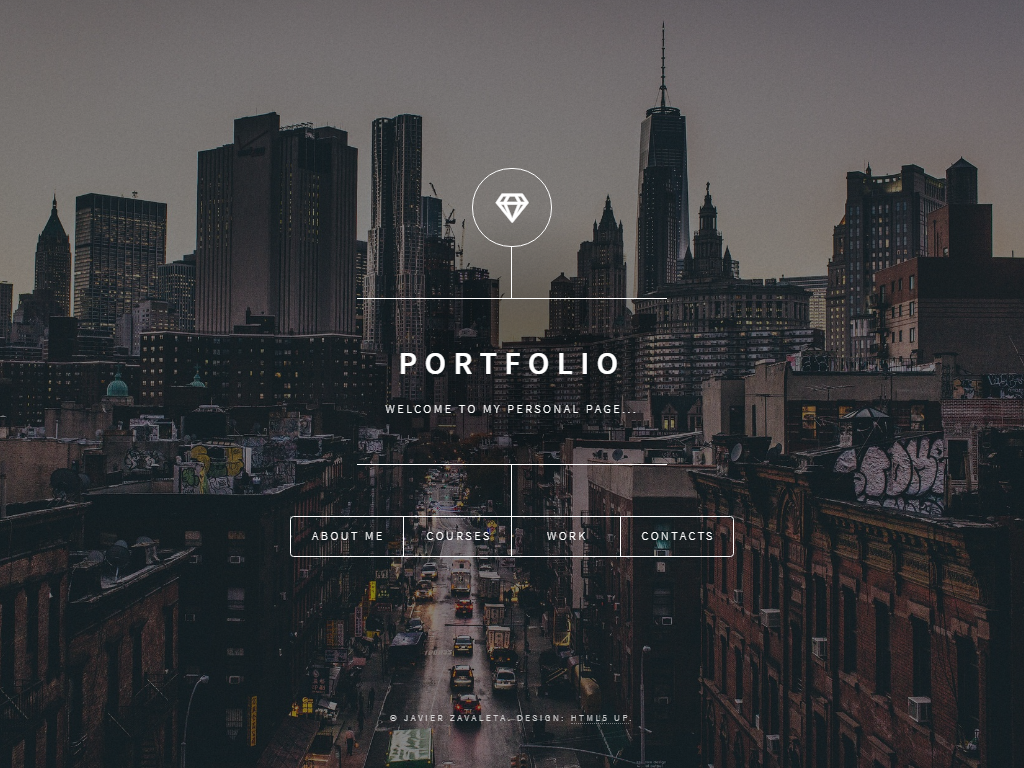 PORTFOLIO
WELCOME TO MY PERSONAL PAGE...
ABOUT ME
COURSES
WORK
CONTACTS
© JAVIER ZAVALETA. DESIGN: HTML5 UP.